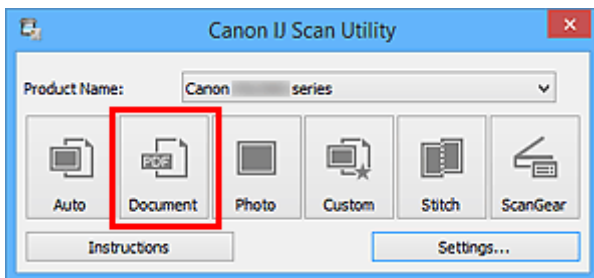 Canon IJ Scan Utility
Product Name: Canon series
PDF
Auto Document Photo Custom Stitch ScanGear
Instructions Settings...